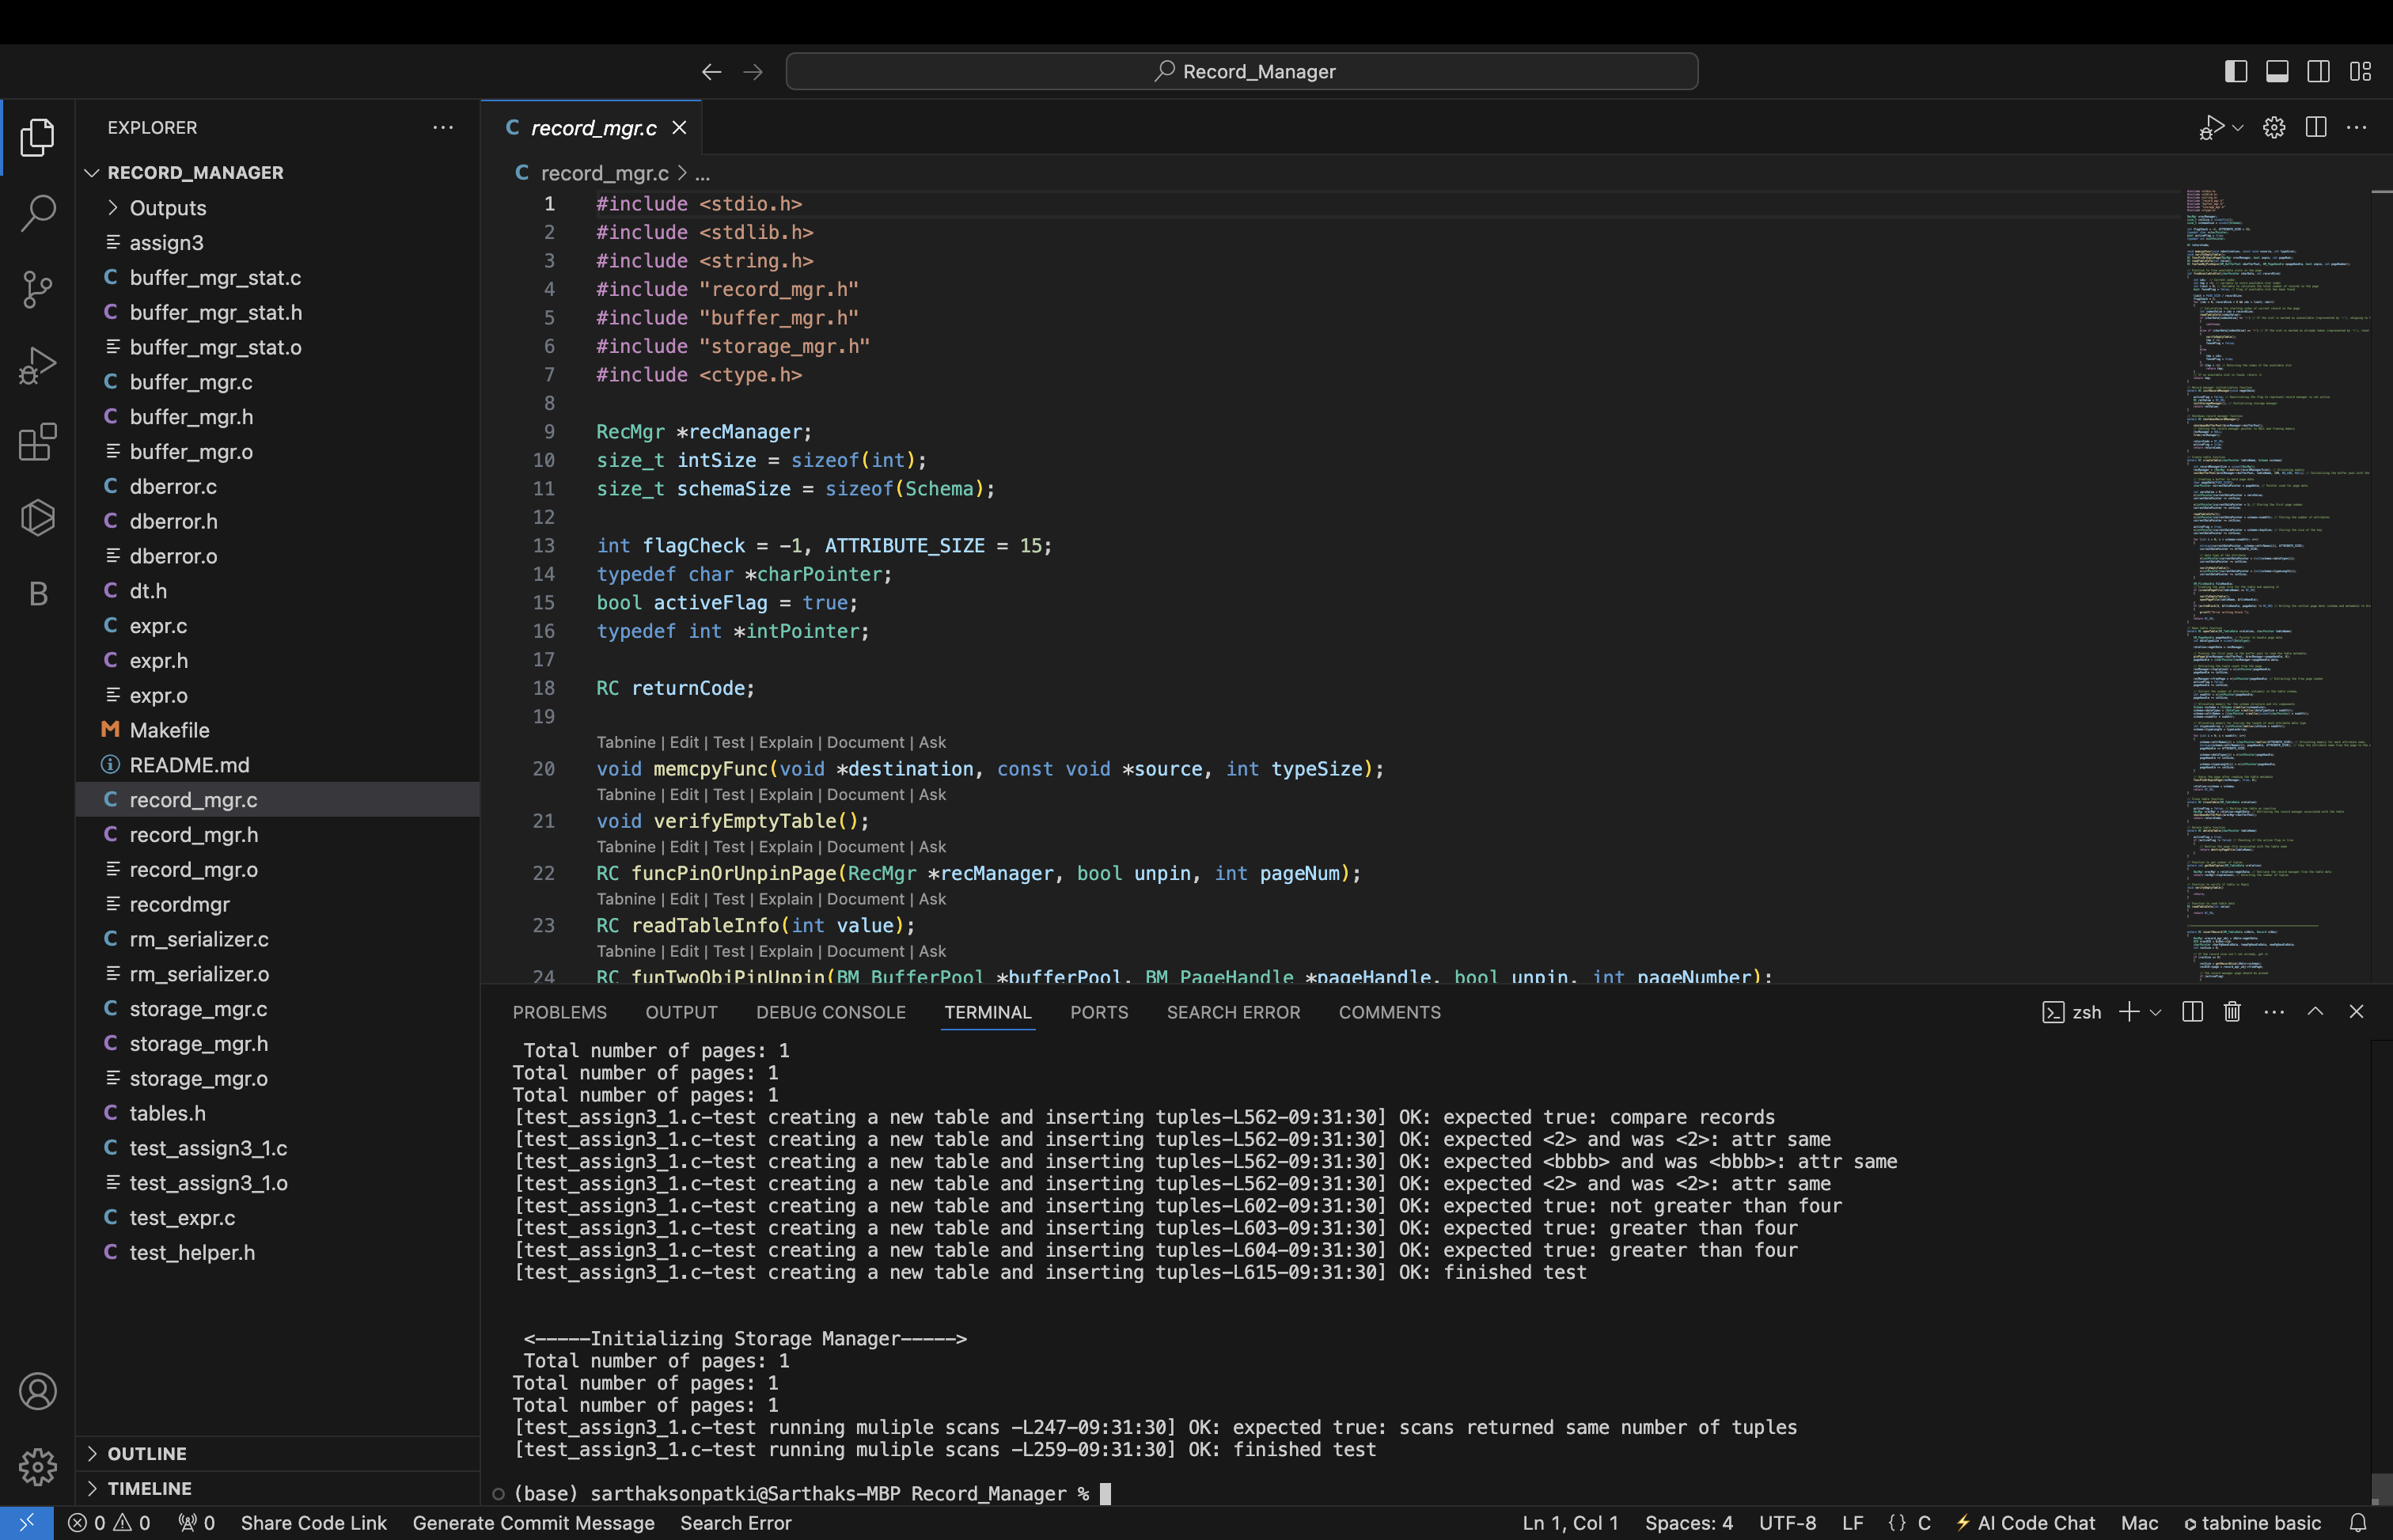 Record_Manager
EXPLORER
RECORD_MANAGER
Outputs
assign3
buffer_mgr_stat.c
buffer_mgr_stat.h
buffer_mgr_stat.o
buffer_mgr.c
buffer_mgr.h
buffer_mgr.o
dberror.c
dberror.h
dberror.o
dt.h
expr.c
expr.h
expr.o
Makefile
README.md
record_mgr.c
record_mgr.h
record_mgr.o
recordmgr
rm_serializer.c
rm_serializer.o
storage_mgr.c
storage_mgr.h
storage_mgr.o
tables.h
test_assign3_1.c
test_assign3_1.o
test_expr.c
test_helper.h
OUTLINE
TIMELINE
C record_mgr.c
C record_mgr.c > ...
1 #include <stdio.h>
2 #include <stdlib.h>
3 #include <string.h>
4 #include "record_mgr.h"
5 #include "buffer_mgr.h"
6 #include "storage_mgr.h"
7 #include <ctype.h>
8
9 RecMgr *recManager;
10 size_t intSize = sizeof(int);
11 size_t schemaSize = sizeof(Schema);
12
13 int flagCheck = -1, ATTRIBUTE_SIZE = 15;
14 typedef char *charPointer;
15 bool activeFlag = true;
16 typedef int *intPointer;
17
18 RC returnCode;
19
Tabnine | Edit | Test | Explain | Document | Ask
20 void memcpyFunc(void *destination, const void *source, int typeSize);
Tabnine | Edit | Test | Explain | Document | Ask
21 void verifyEmptyTable();
Tabnine | Edit | Test | Explain | Document | Ask
22 RC funcPinOrUnpinPage(RecMgr *recManager, bool unpin, int pageNum);
Tabnine | Edit | Test | Explain | Document | Ask
23 RC readTableInfo(int value);
Tabnine | Edit | Test | Explain | Document | Ask
24 RC funTwoObjPinUnpin(BM_BufferPool *bufferPool, BM_PageHandle *pageHandle, bool unpin, int pageNumber);
PROBLEMS OUTPUT DEBUG CONSOLE TERMINAL PORTS SEARCH ERROR COMMENTS zsh
Total number of pages: 1
Total number of pages: 1
Total number of pages: 1
[test_assign3_1.c-test creating a new table and inserting tuples-L562-09:31:30] OK: expected true: compare records
[test_assign3_1.c-test creating a new table and inserting tuples-L562-09:31:30] OK: expected <2> and was <2>: attr same
[test_assign3_1.c-test creating a new table and inserting tuples-L562-09:31:30] OK: expected <bbbb> and was <bbbb>: attr same
[test_assign3_1.c-test creating a new table and inserting tuples-L562-09:31:30] OK: expected <2> and was <2>: attr same
[test_assign3_1.c-test creating a new table and inserting tuples-L602-09:31:30] OK: expected true: not greater than four
[test_assign3_1.c-test creating a new table and inserting tuples-L603-09:31:30] OK: expected true: greater than four
[test_assign3_1.c-test creating a new table and inserting tuples-L604-09:31:30] OK: expected true: greater than four
[test_assign3_1.c-test creating a new table and inserting tuples-L615-09:31:30] OK: finished test
<-----Initializing Storage Manager----->
Total number of pages: 1
Total number of pages: 1
Total number of pages: 1
[test_assign3_1.c-test running muliple scans -L247-09:31:30] OK: expected true: scans returned same number of tuples
[test_assign3_1.c-test running muliple scans -L259-09:31:30] OK: finished test
(base) sarthaksonpatki@Sarthaks-MBP Record_Manager %
0 0 0 Share Code Link Generate Commit Message Search Error Ln 1, Col 1 Spaces: 4 UTF-8 LF {} C AI Code Chat Mac tabnine basic